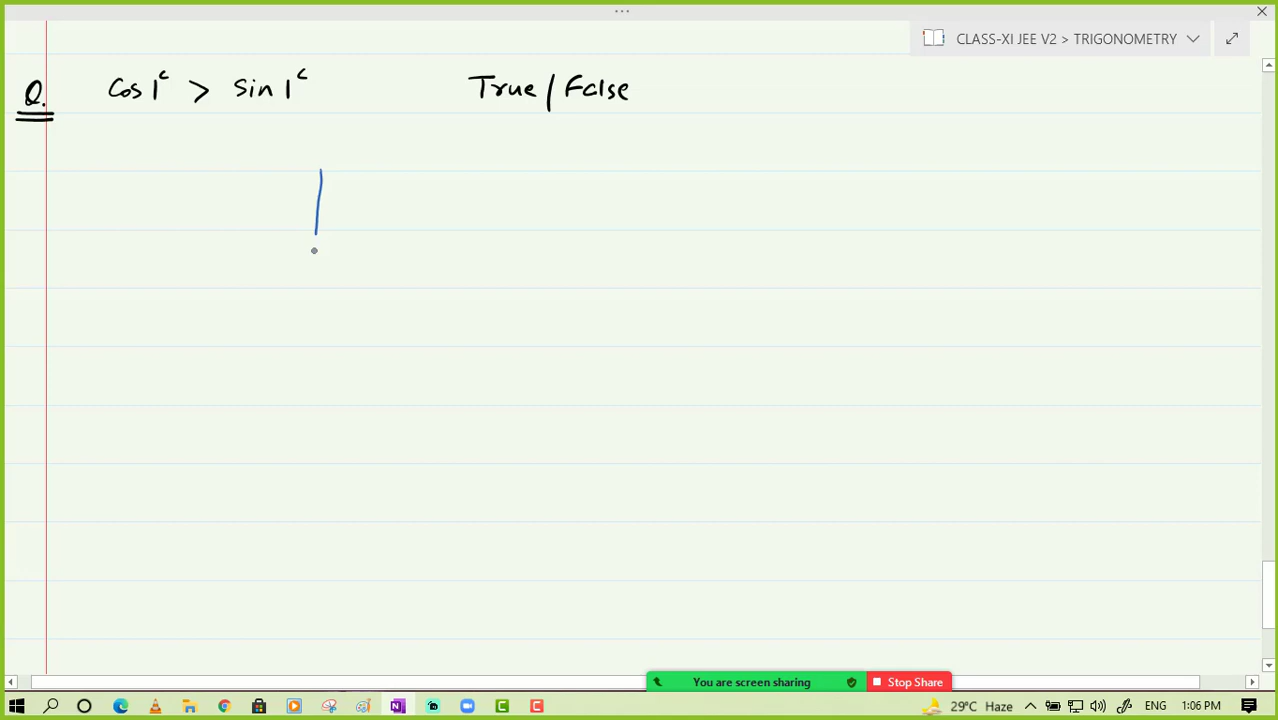 ...
CLASS-XI JEE V2 > TRIGONOMETRY
Q. Cos 1ᶜ > Sin 1ᶜ True / False
You are screen sharing Stop Share
29°C Haze ENG 1:06 PM